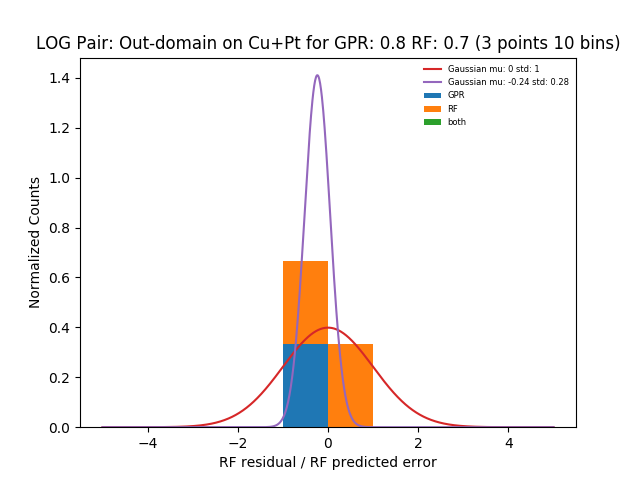 LOG Pair: Out-domain on Cu+Pt for GPR: 0.8 RF: 0.7 (3 points 10 bins)
Gaussian mu: 0 std: 1
Gaussian mu: -0.24 std: 0.28
GPR
RF
both
Normalized Counts
1.4
1.2
1.0
0.8
0.6
0.4
0.2
0.0
−4
−2
0
2
4
RF residual / RF predicted error